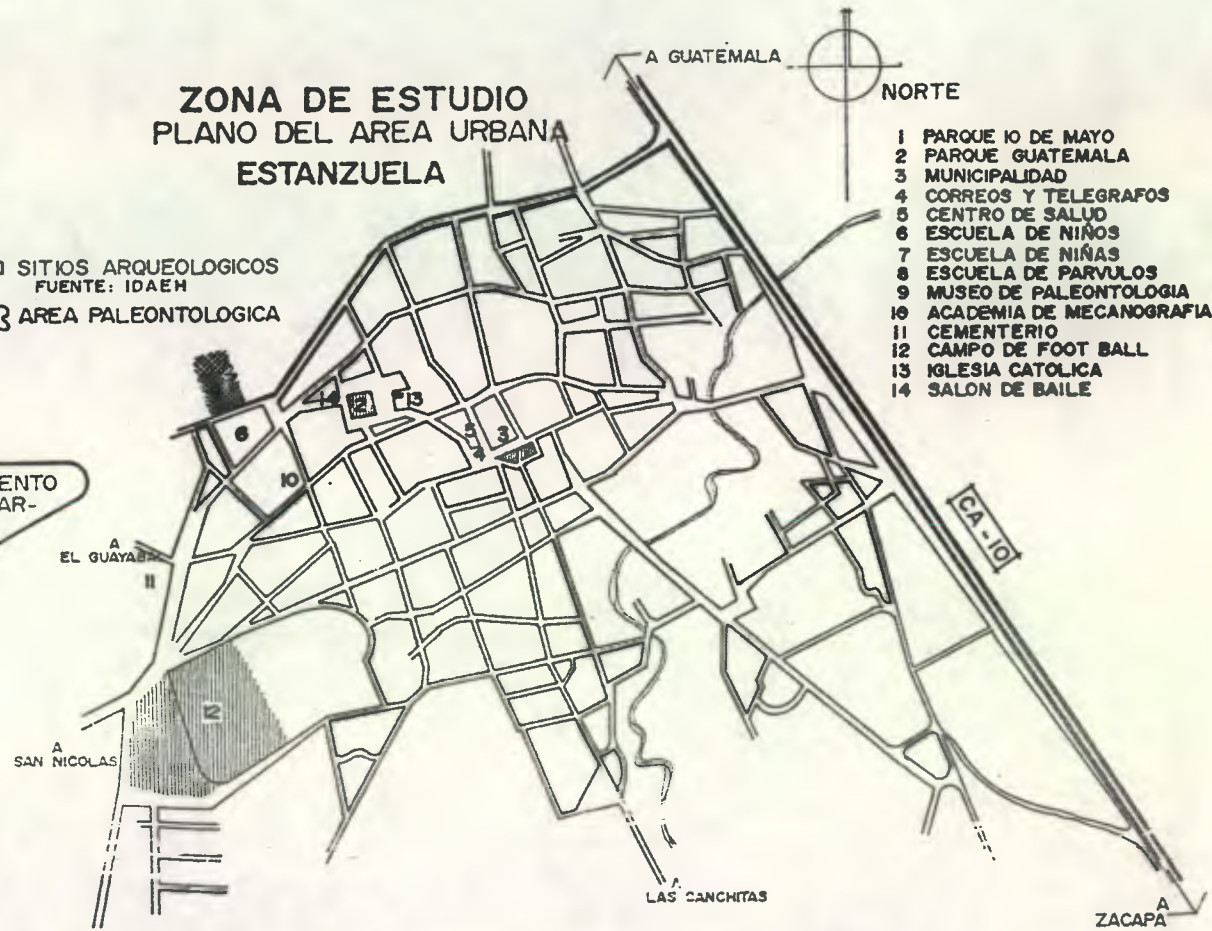 ZONA DE ESTUDIO
PLANO DEL AREA URBANA
ESTANZUELA
A GUATEMALA
NORTE
1 PARQUE 10 DE MAYO
2 PARQUE GUATEMALA
3 MUNICIPALIDAD
4 CORREOS Y TELEGRAFOS
5 CENTRO DE SALUD
6 ESCUELA DE NIÑOS
7 ESCUELA DE NIÑAS
8 ESCUELA DE PARVULOS
9 MUSEO DE PALEONTOLOGIA
10 ACADEMIA DE MECANOGRAFIA
11 CEMENTERIO
12 CAMPO DE FOOT BALL
13 IGLESIA CATOLICA
14 SALON DE BAILE
SITIOS ARQUEOLOGICOS
FUENTE: IDAEH
AREA PALEONTOLOGICA
14
13
6
5
3
4
10
ENTO
AR-
CA-10
A
EL GUAYABAL
11
12
A
SAN NICOLAS
A
LAS CANCHITAS
A
ZACAPA